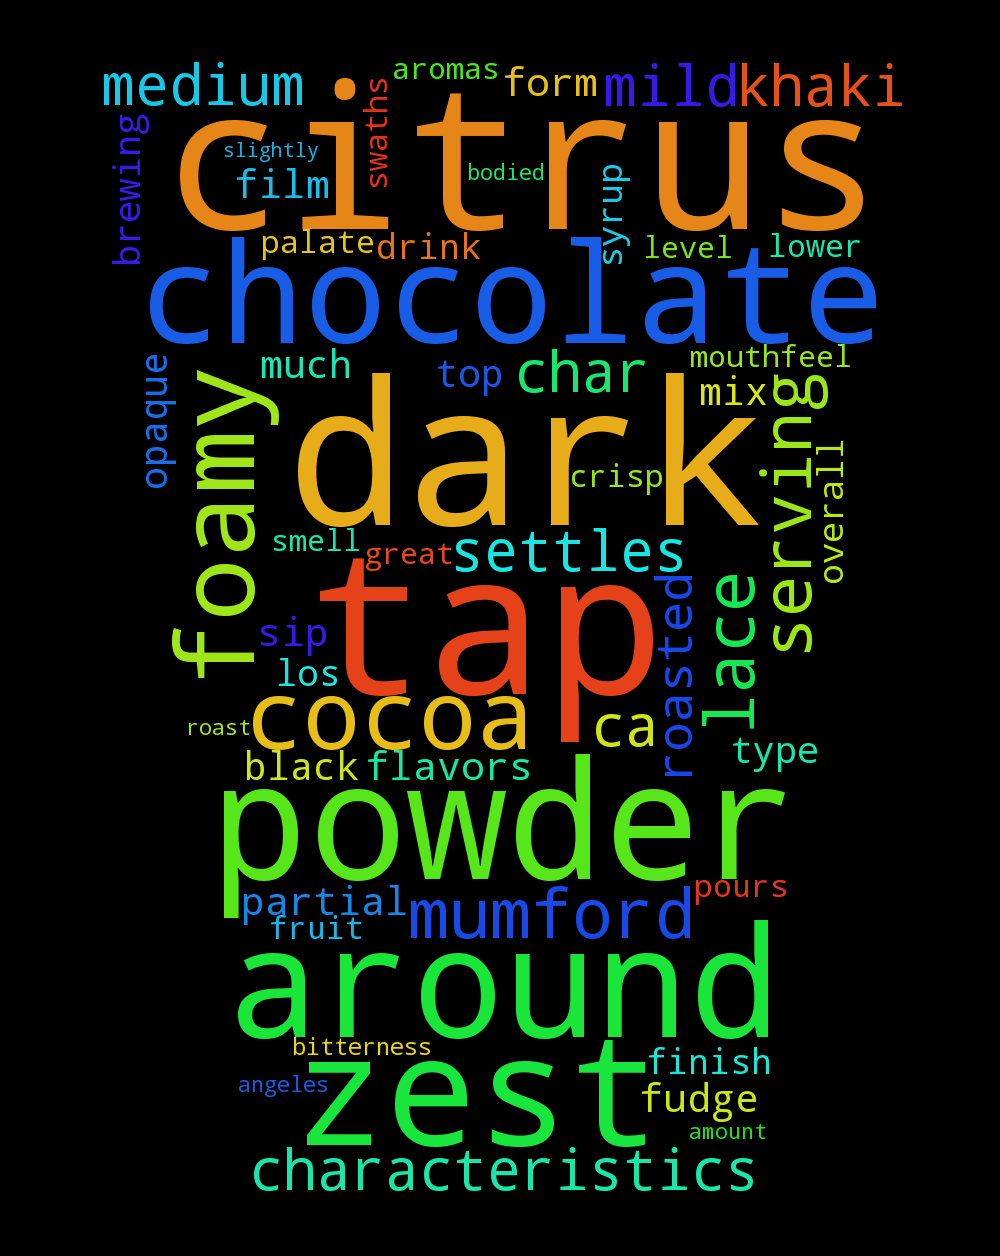 aromas
medium
form
mild
khaki
swaths
citrus
brewing
slightly
film
bodied
syrup
palate
drink
level
lower
chocolate
opaque
much
top
char
mouthfeel
mix
foamy
dark
serving
crisp
overall
smell
great
settles
tap
sip
los
roasted
lace
cocoa
roast
ca
type
black
flavors
powder
partial
mumford
pours
fruit
around
bitterness
zest
finish
angeles
fudge
amount
characteristics